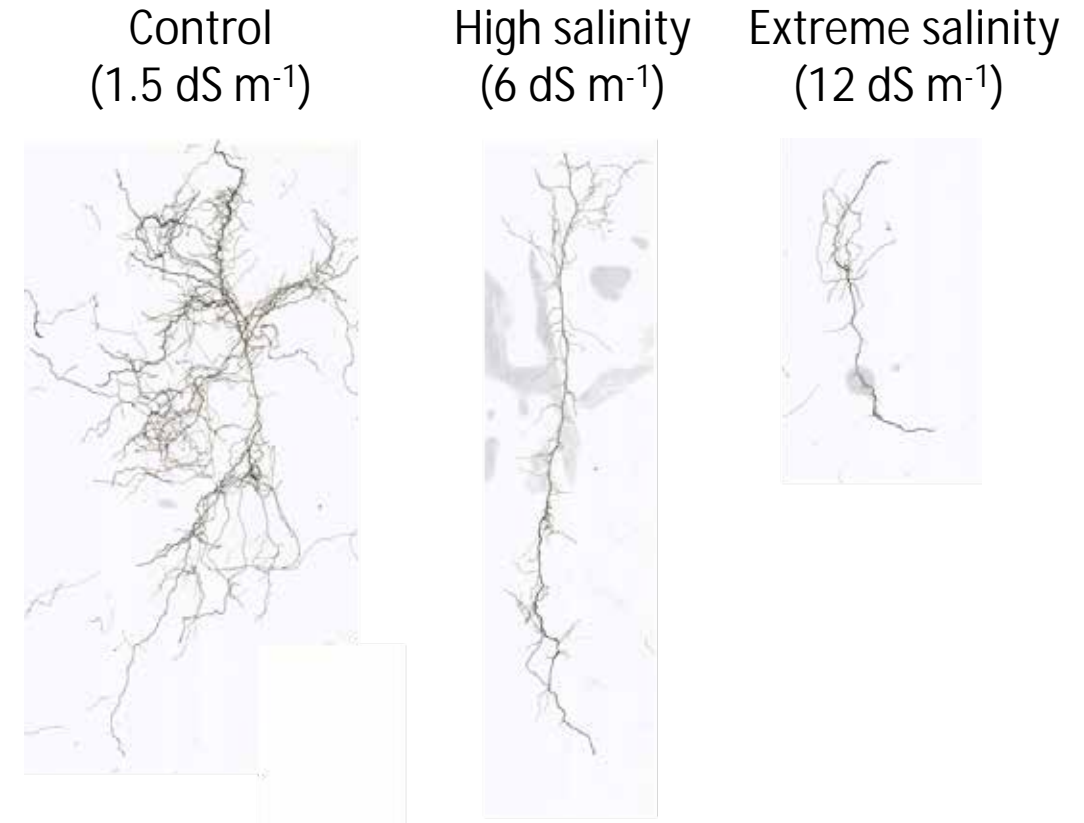 Control
(1.5 dS m-1)
High salinity
(6 dS m-1)
Extreme salinity
(12 dS m-1)